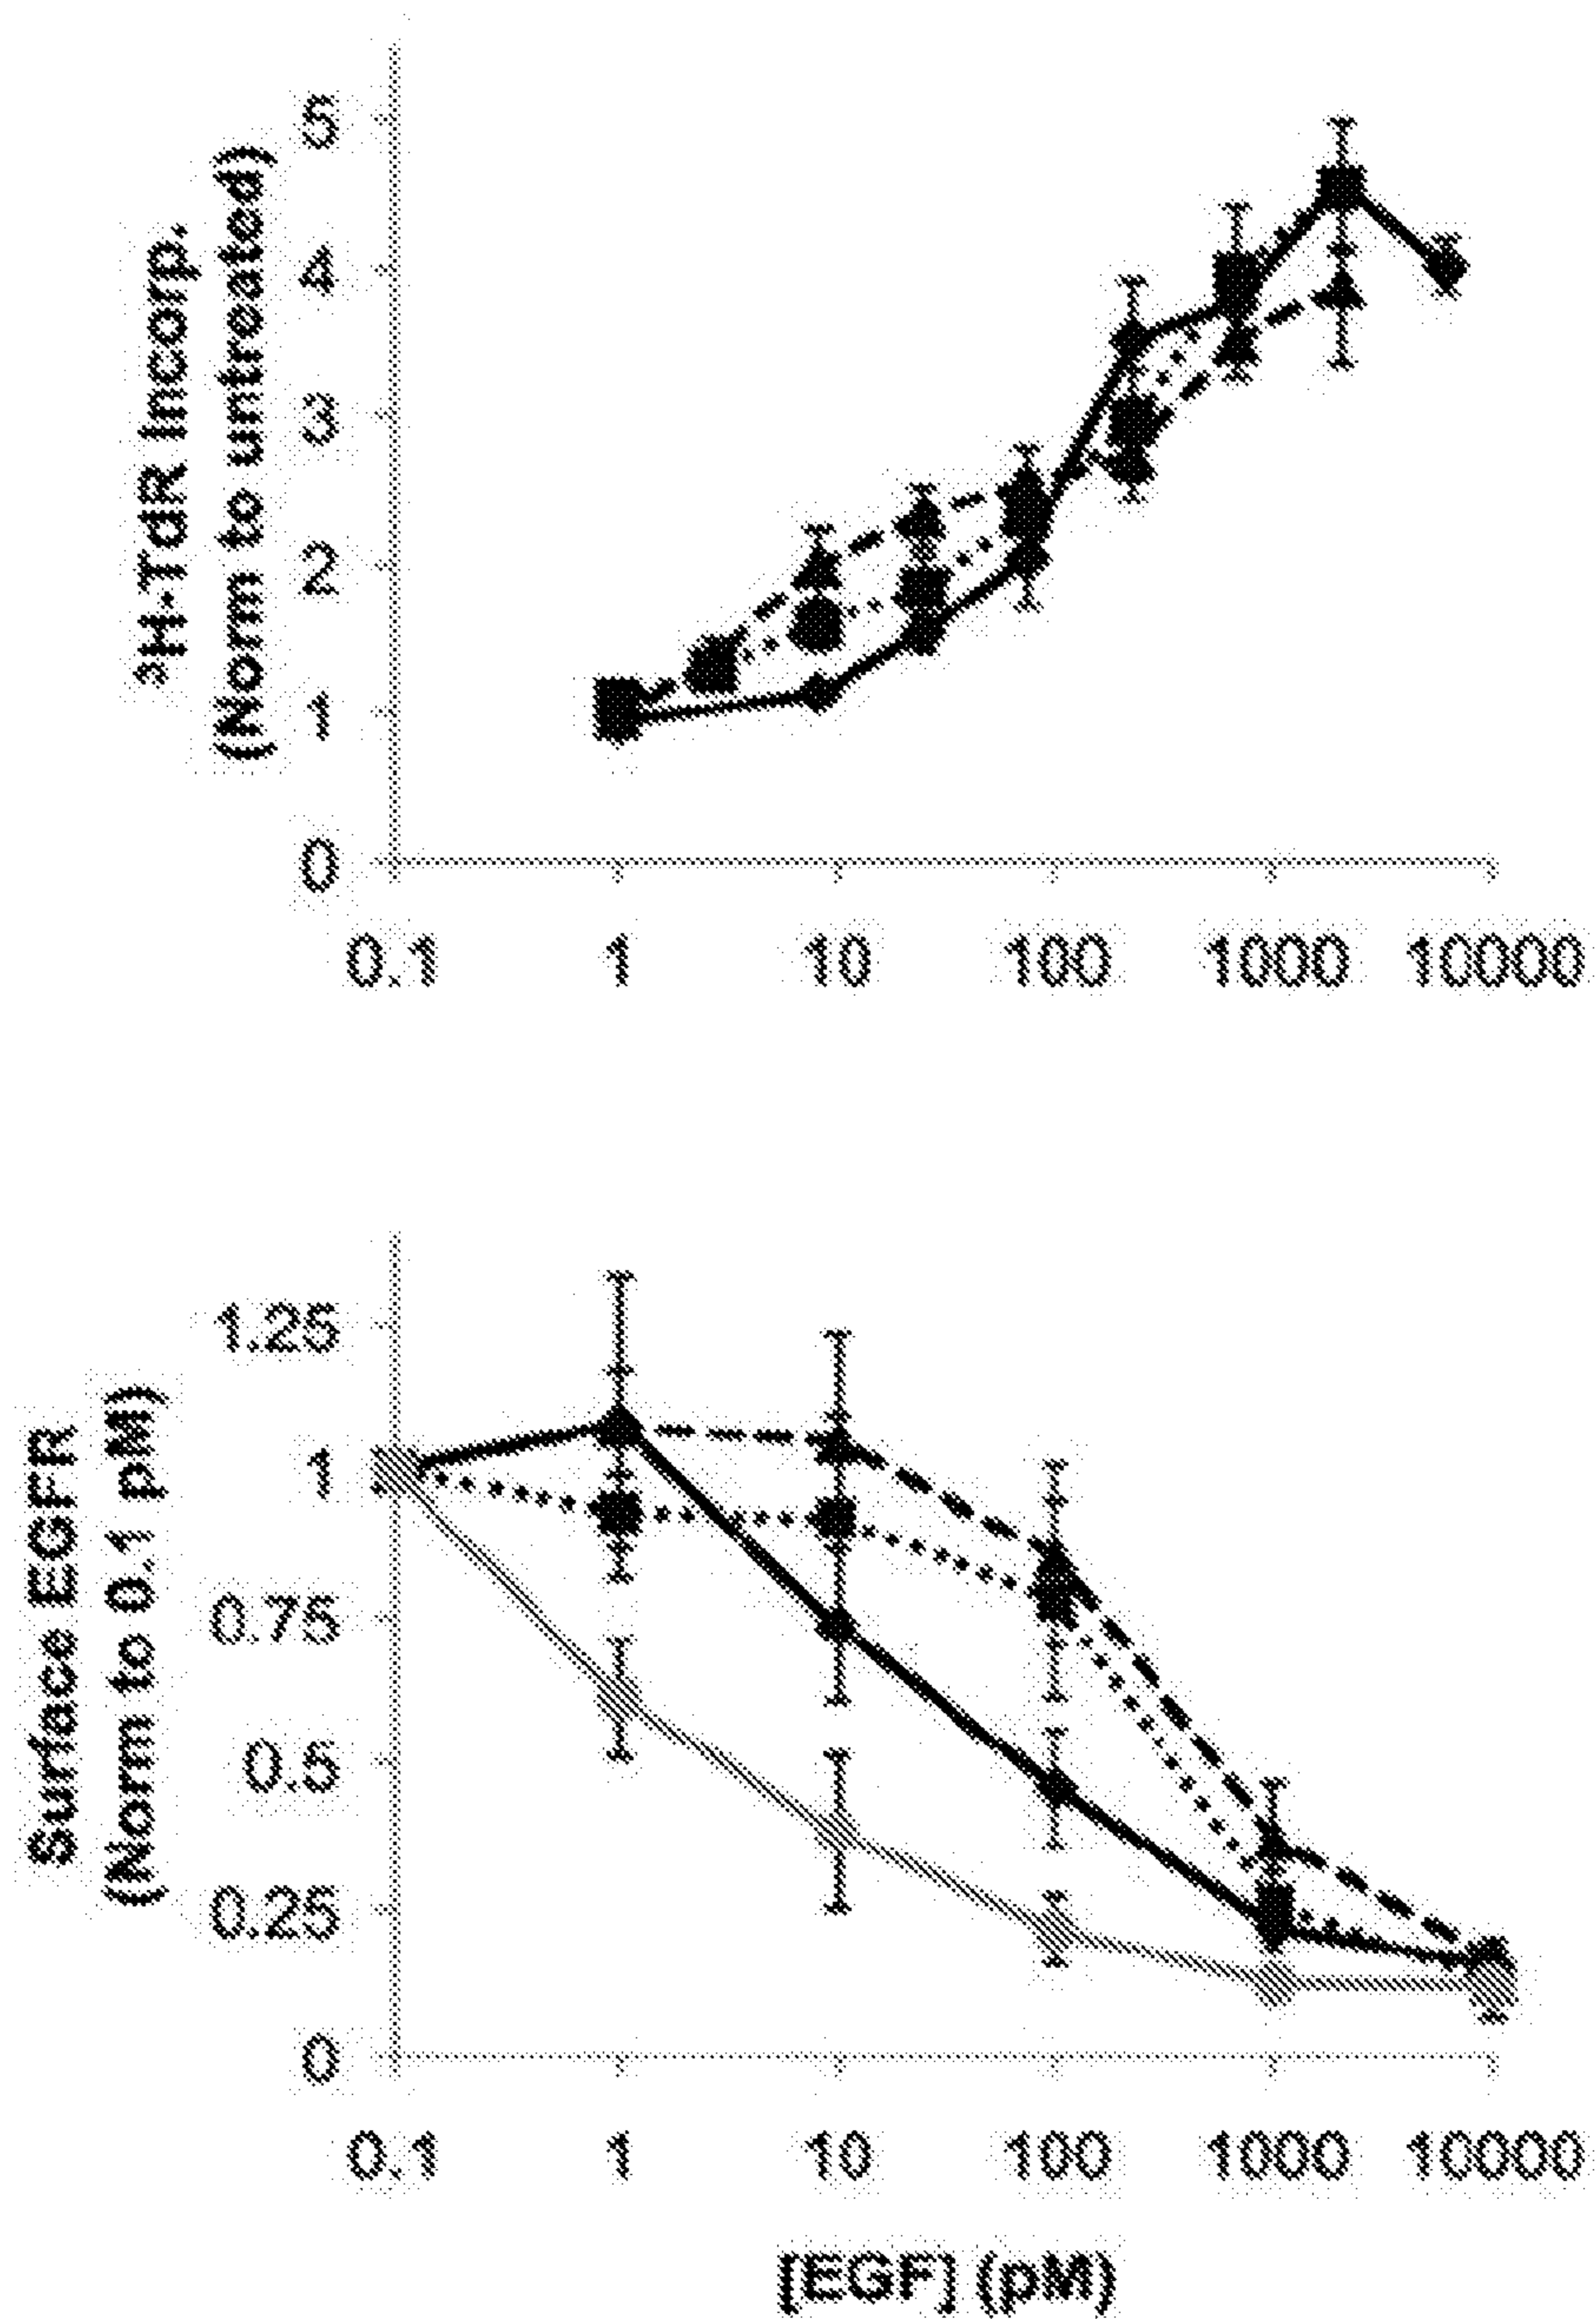 ³H-TdR Incorp.
(Norm to untreated)
5
4
3
2
1
0
0.1 1 10 100 1000 10000
Surface EGFR
(Norm to 0.1 pM)
1.25
1
0.75
0.5
0.25
0
0.1 1 10 100 1000 10000
[EGF] (pM)